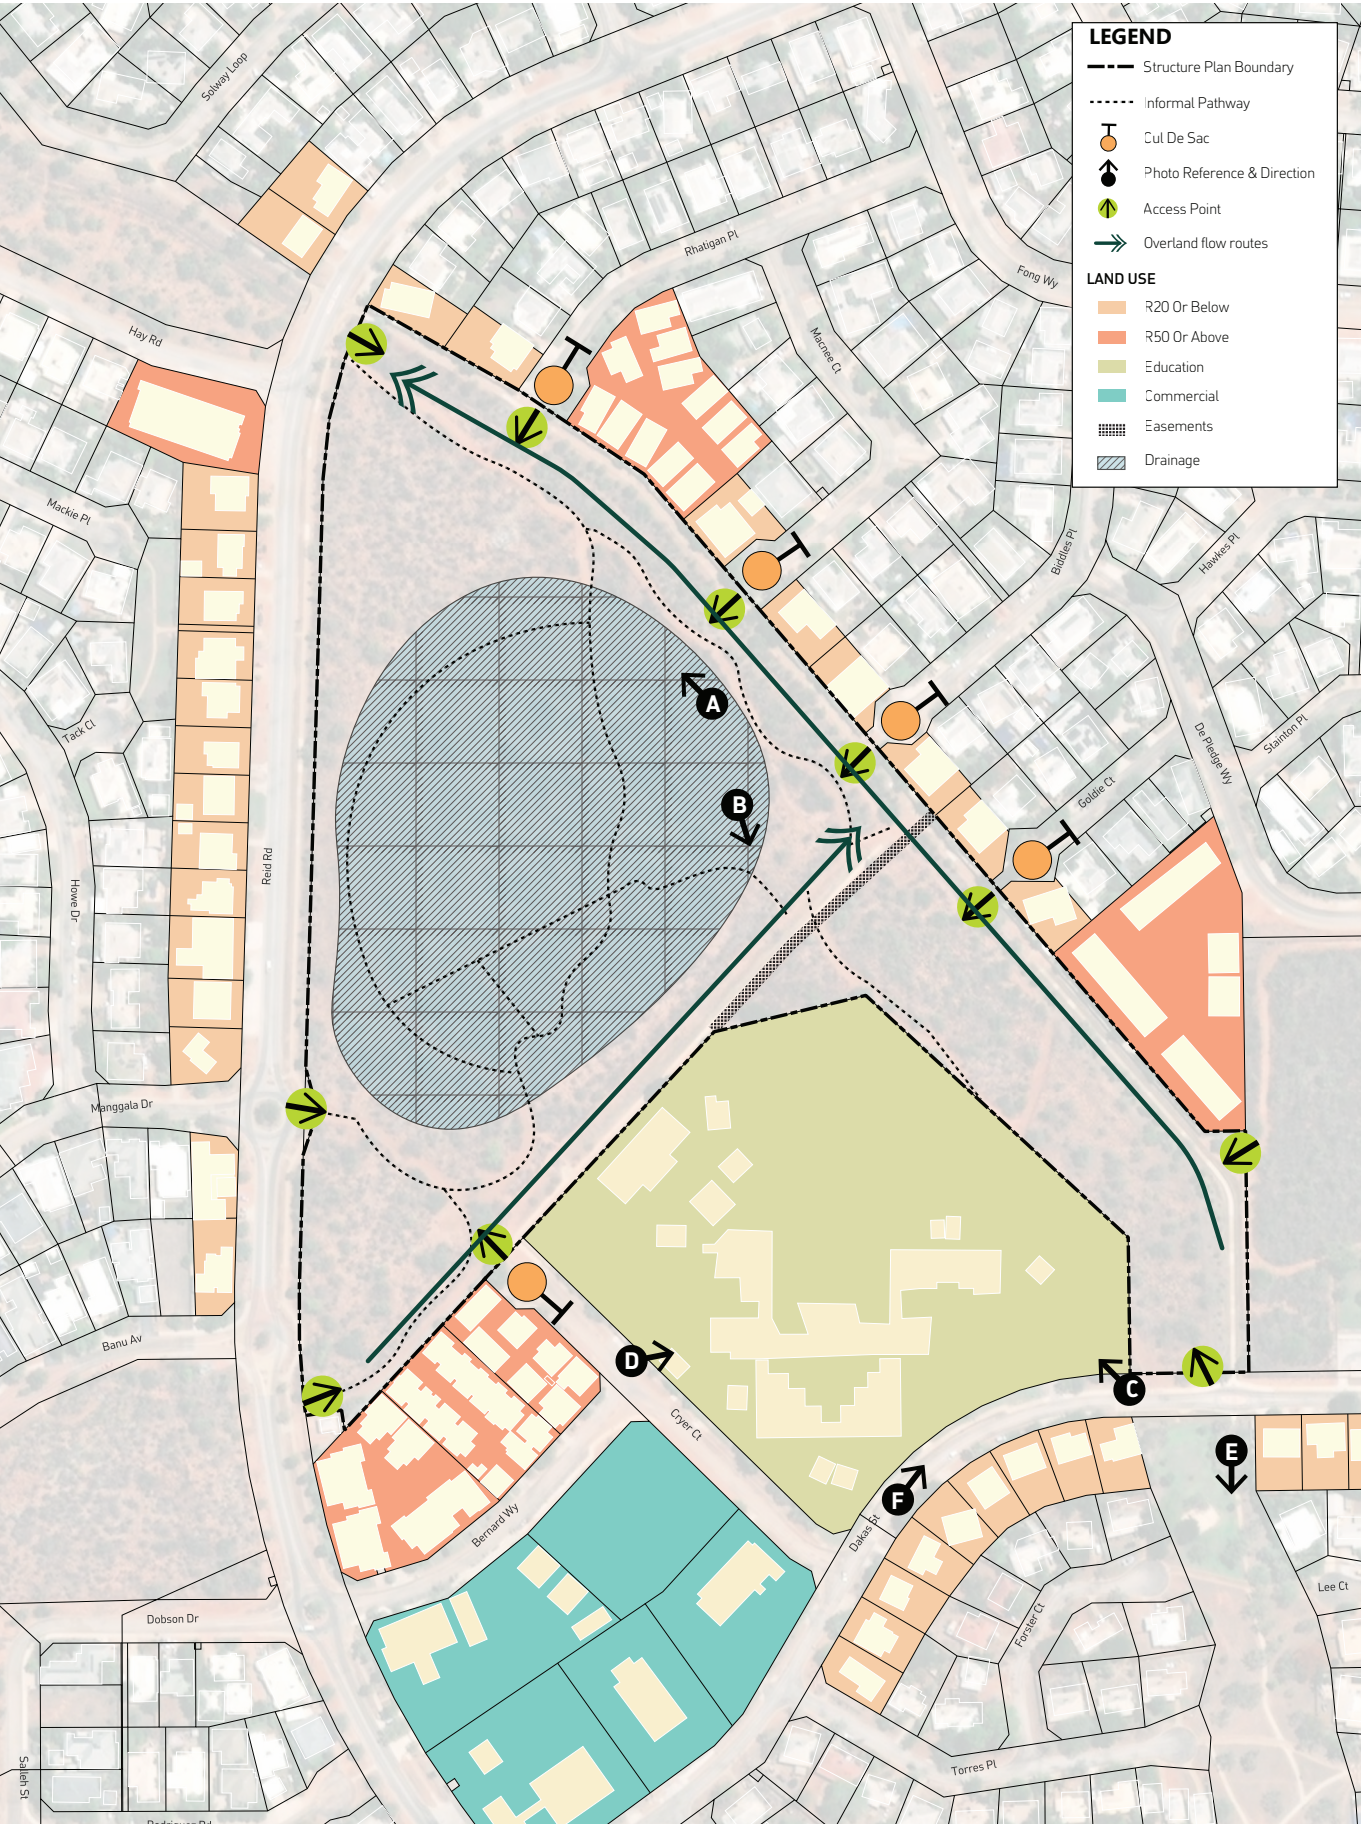 LEGEND
Structure Plan Boundary
Informal Pathway
Cul De Sac
Photo Reference & Direction
Access Point
Overland flow routes
LAND USE
R20 Or Below
R50 Or Above
Education
Commercial
Easements
Drainage
Solway Loop
Rhatigan Pl
Fong Wy
Hay Rd
Macnee Ct
Mackie Pl
Biddles Pl
Hawkes Pl
A
Tack Cl
Stainton Pl
De Pledge Wy
B
Goldie Ct
Reid Rd
Howe Dr
Manggala Dr
Banu Av
D
C
Cryer Ct
E
F
Bernard Wy
Dakas St
Lee Ct
Dobson Dr
Forster Ct
Torres Pl
Salleh St
Rodriguez Rd